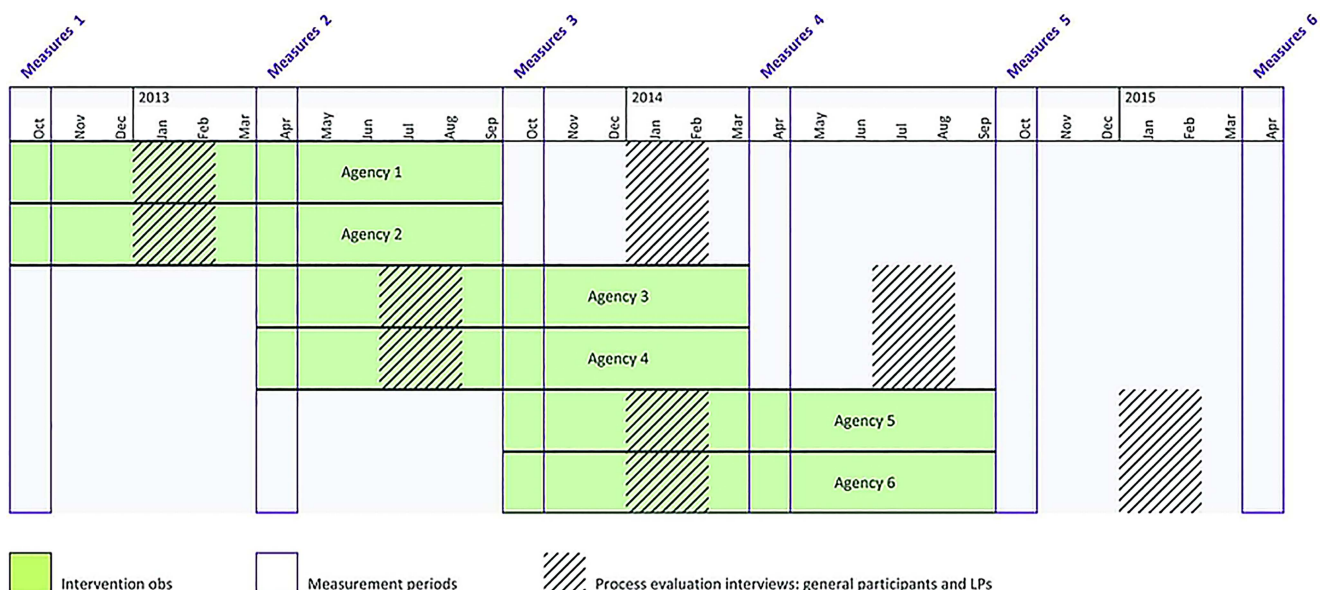 Measures 1 Measures 2 Measures 3 Measures 4 Measures 5 Measures 6
2013 2014 2015
Oct Nov Dec Jan Feb Mar Apr May Jun Jul Aug Sep Oct Nov Dec Jan Feb Mar Apr May Jun Jul Aug Sep Oct Nov Dec Jan Feb Mar Apr
Agency 1
Agency 2
Agency 3
Agency 4
Agency 5
Agency 6
Intervention obs Measurement periods Process evaluation interviews: general participants and LPs